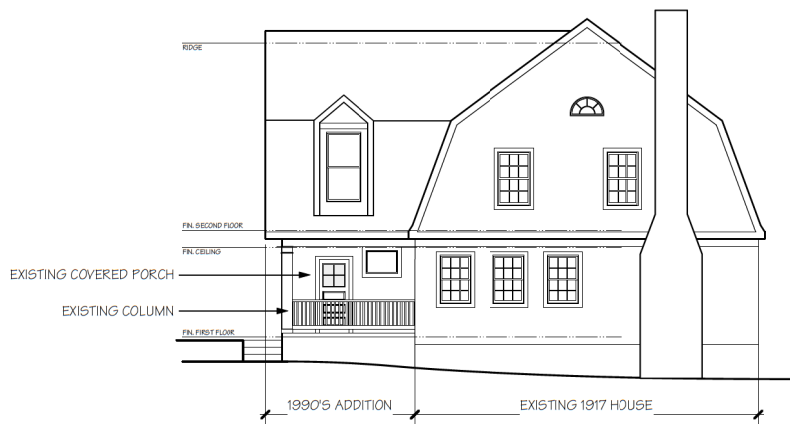 RIDGE
FIN. SECOND FLOOR
FIN. CEILING
EXISTING COVERED PORCH
EXISTING COLUMN
FIN. FIRST FLOOR
1990'S ADDITION
EXISTING 1917 HOUSE